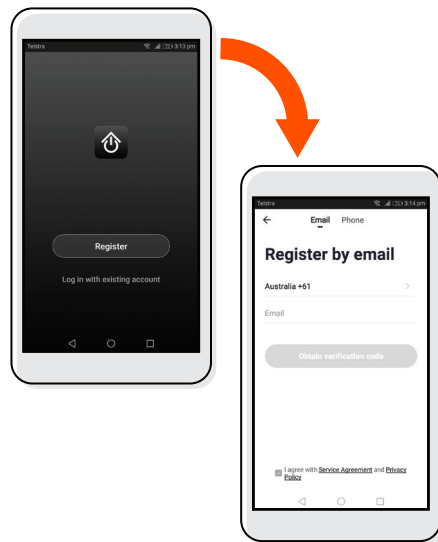 Telstra 3:13 pm
Register
Log in with existing account
Telstra 3:14 pm
Email Phone
Register by email
Australia +61
Email
Obtain verification code
I agree with Service Agreement and Privacy
Policy